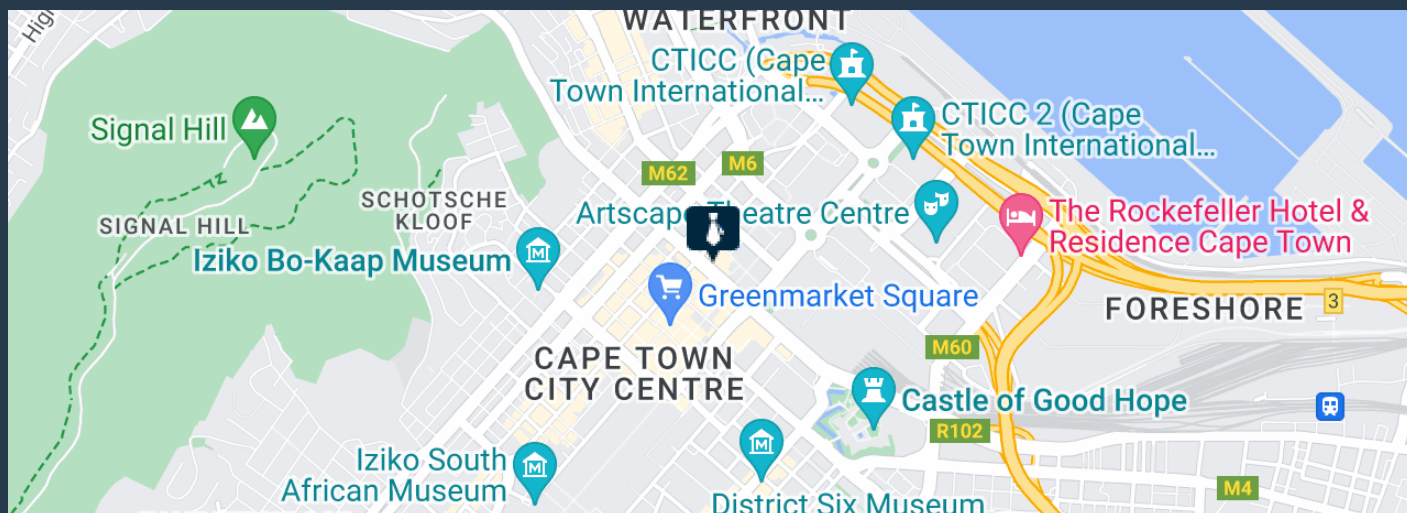 High
WATERFRONT
CTICC (Cape
Town International...
CTICC 2 (Cape
Town International...
Signal Hill
M62
M6
SCHOTSCHE
KLOOF
SIGNAL HILL
Artscape Theatre Centre
The Rockefeller Hotel &
Residence Cape Town
Iziko Bo-Kaap Museum
Greenmarket Square
FORESHORE
3
CAPE TOWN
CITY CENTRE
M60
Castle of Good Hope
R102
Iziko South
African Museum
M4
District Six Museum